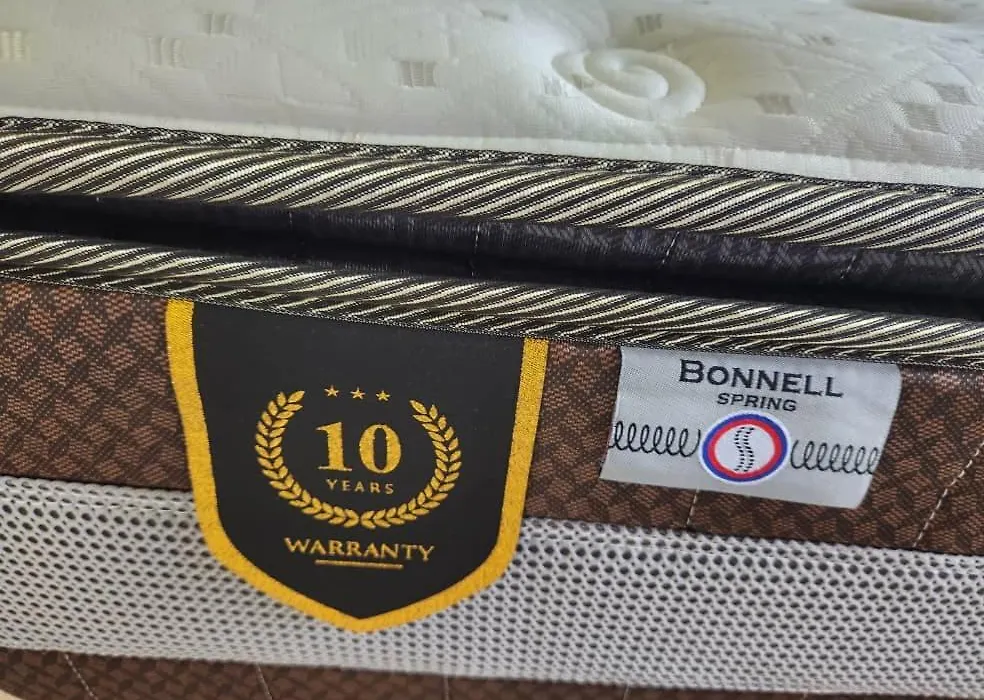 10
YEARS
WARRANTY
BONNELL
SPRING